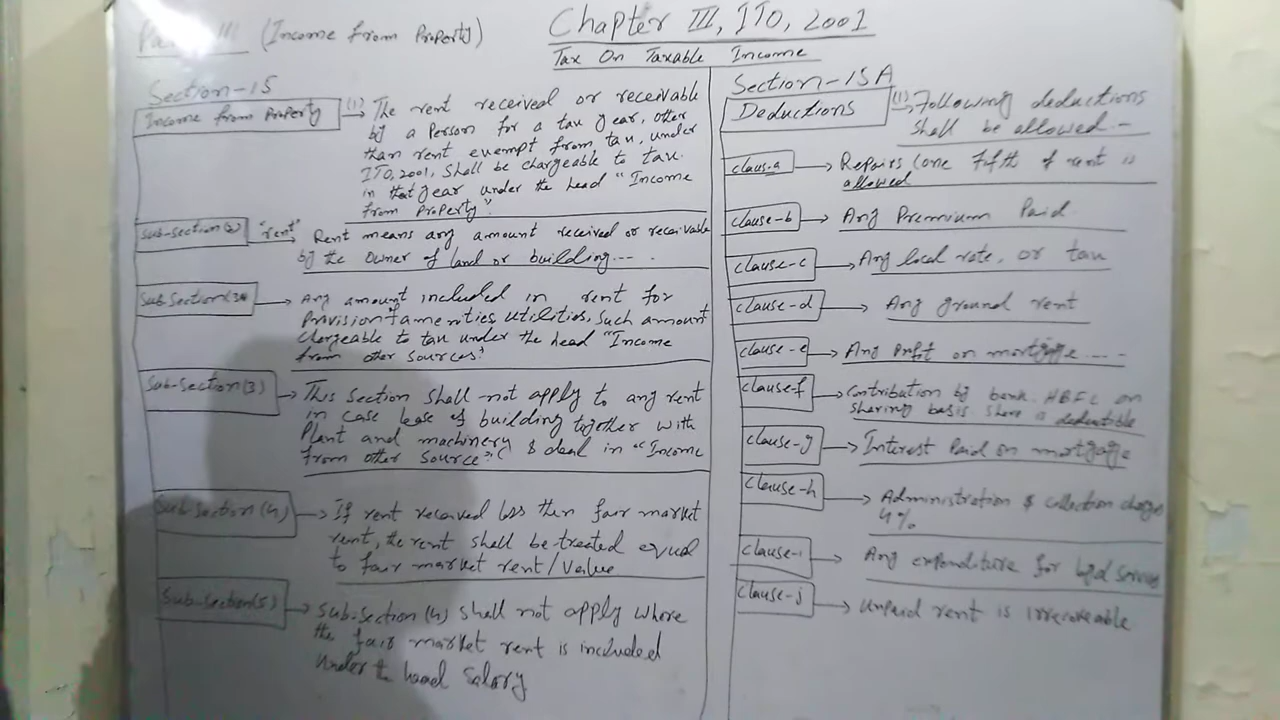 Part III (Income from Property)
Chapter III, ITO, 2001
Tax On Taxable Income
Section-15
Income from Property (1) → The rent received or receivable
by a Person for a tax year, other
than rent exempt from tax, under
ITO, 2001, shall be chargeable to tax
in that year under the head "Income
from Property".
Sub-section(2) "rent" → Rent means any amount received or receivable
by the owner of land or building....
Sub Section(3A → Any amount included in rent for
Provision of amenities, utilities, such amount
chargeable to tax under the head "Income
from other sources"
Sub-section(3) → This Section shall not apply to any rent
in case lease of building together with
Plant and machinery & deal in "Income
from other source"
Sub-section(4) → If rent received less then fair market
rent, the rent shall be treated equal
to fair market rent/value
Sub-section(5) → Sub-section(4) shall not apply where
the fair market rent is included
under the head Salary
Section-15A
Deductions (1) → Following deductions
shall be allowed.-
claus-a → Repairs (one fifth of rent is
allowed
clause-b → Any Premium Paid
clause-c → Any local rate, or tax
clause-d → Any ground rent
clause-e → Any Profit on mortgage....
clause-f → contribution by bank, HBFC on
sharing basis. share is deductible
clause-g → Interest Paid on mortgage
clause-h → Administration & collection charges
4%
clause-i → Any expenditure for legal services
clause-j → unpaid rent is